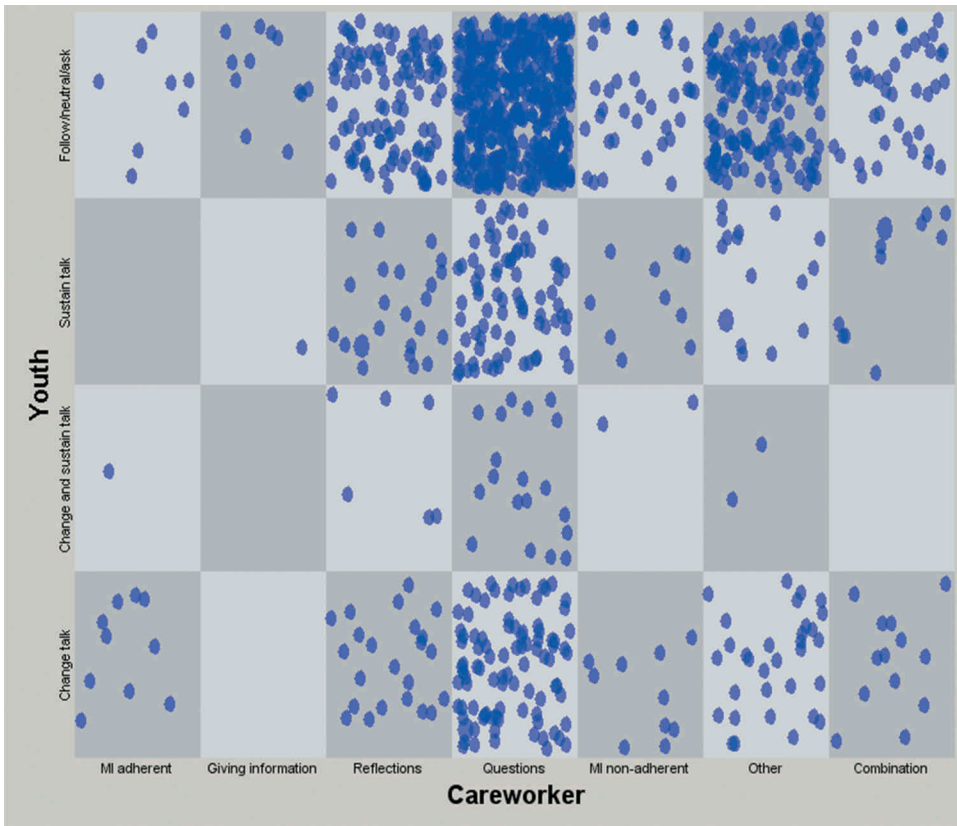 Youth
Follow/neutral/ask
Sustain talk
Change and sustain talk
Change talk
MI adherent
Giving information
Reflections
Questions
MI non-adherent
Other
Combination
Careworker